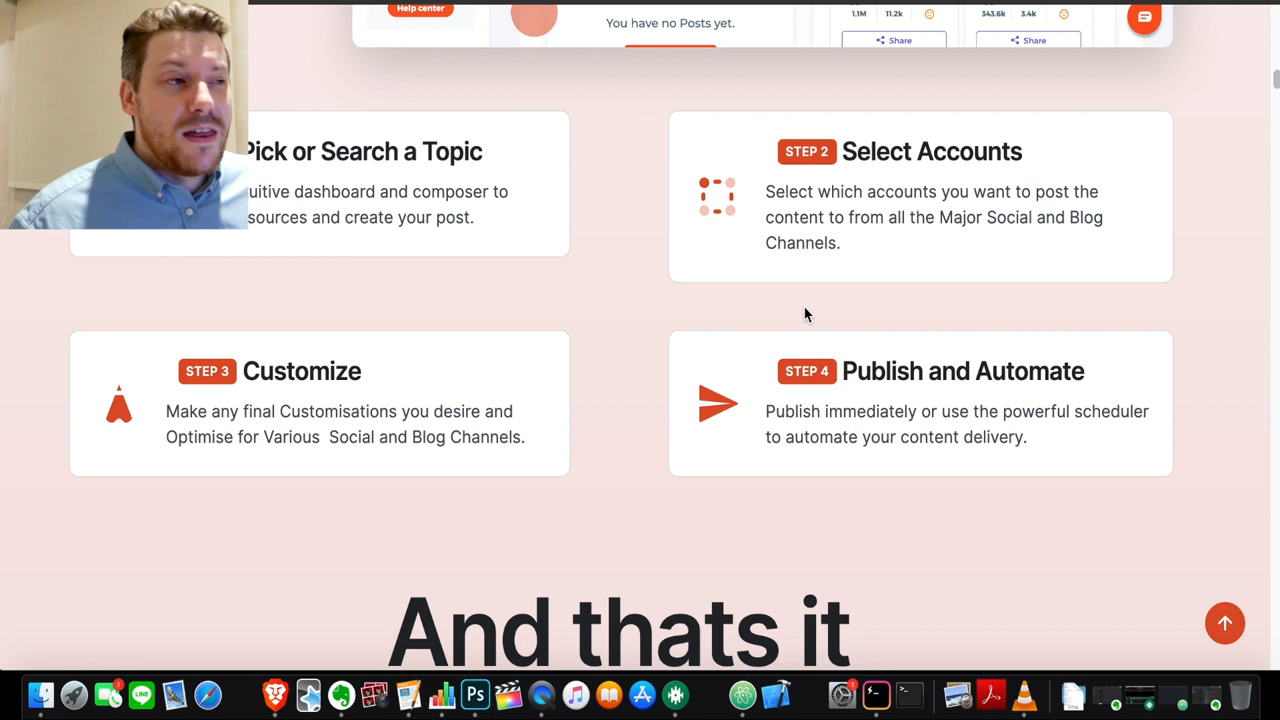 Help center
You have no Posts yet.
1.1M 11.2k
343.6k 3.4k
Share
Share
Pick or Search a Topic
dashboard and composer to
sources and create your post.
STEP 2 Select Accounts
Select which accounts you want to post the
content to from all the Major Social and Blog
Channels.
STEP 3 Customize
Make any final Customisations you desire and
Optimise for Various Social and Blog Channels.
STEP 4 Publish and Automate
Publish immediately or use the powerful scheduler
to automate your content delivery.
And thats it
1
LINE
Ps
1